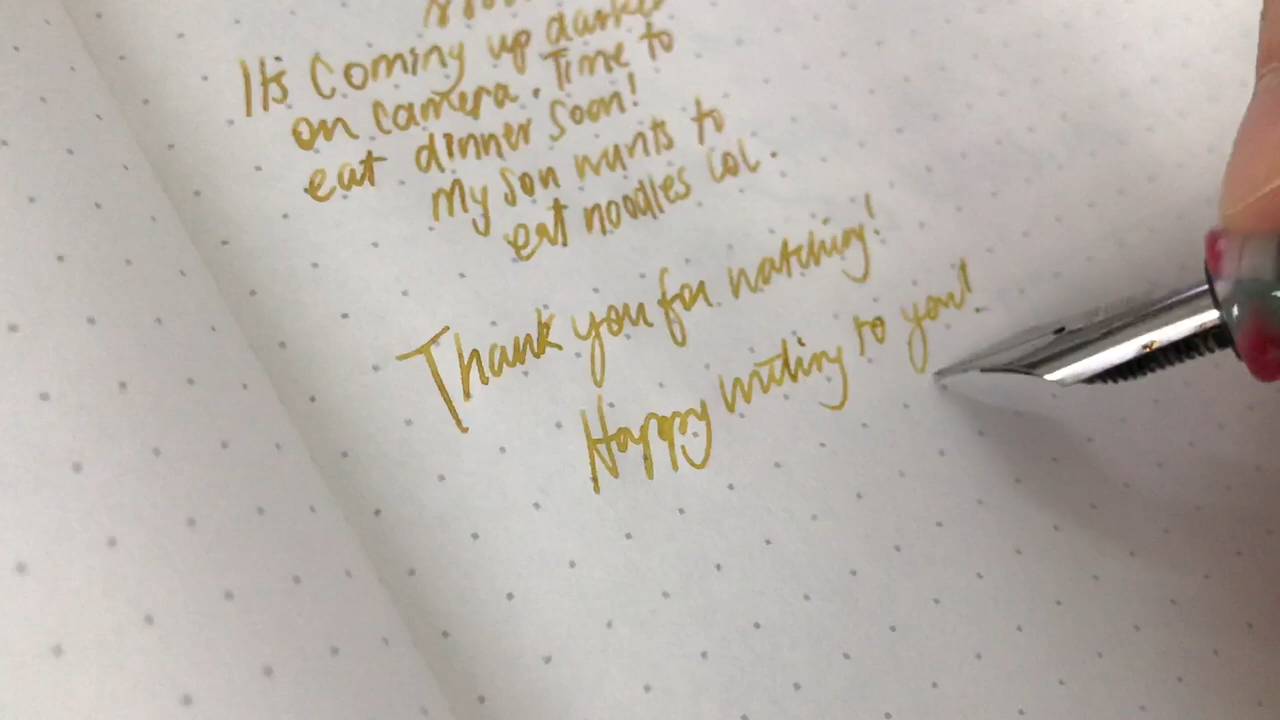 Its coming up darker
on camera. Time to
eat dinner soon!
my son wants to
eat noodles lol.
Thank you for watching!
Happy writing to you!